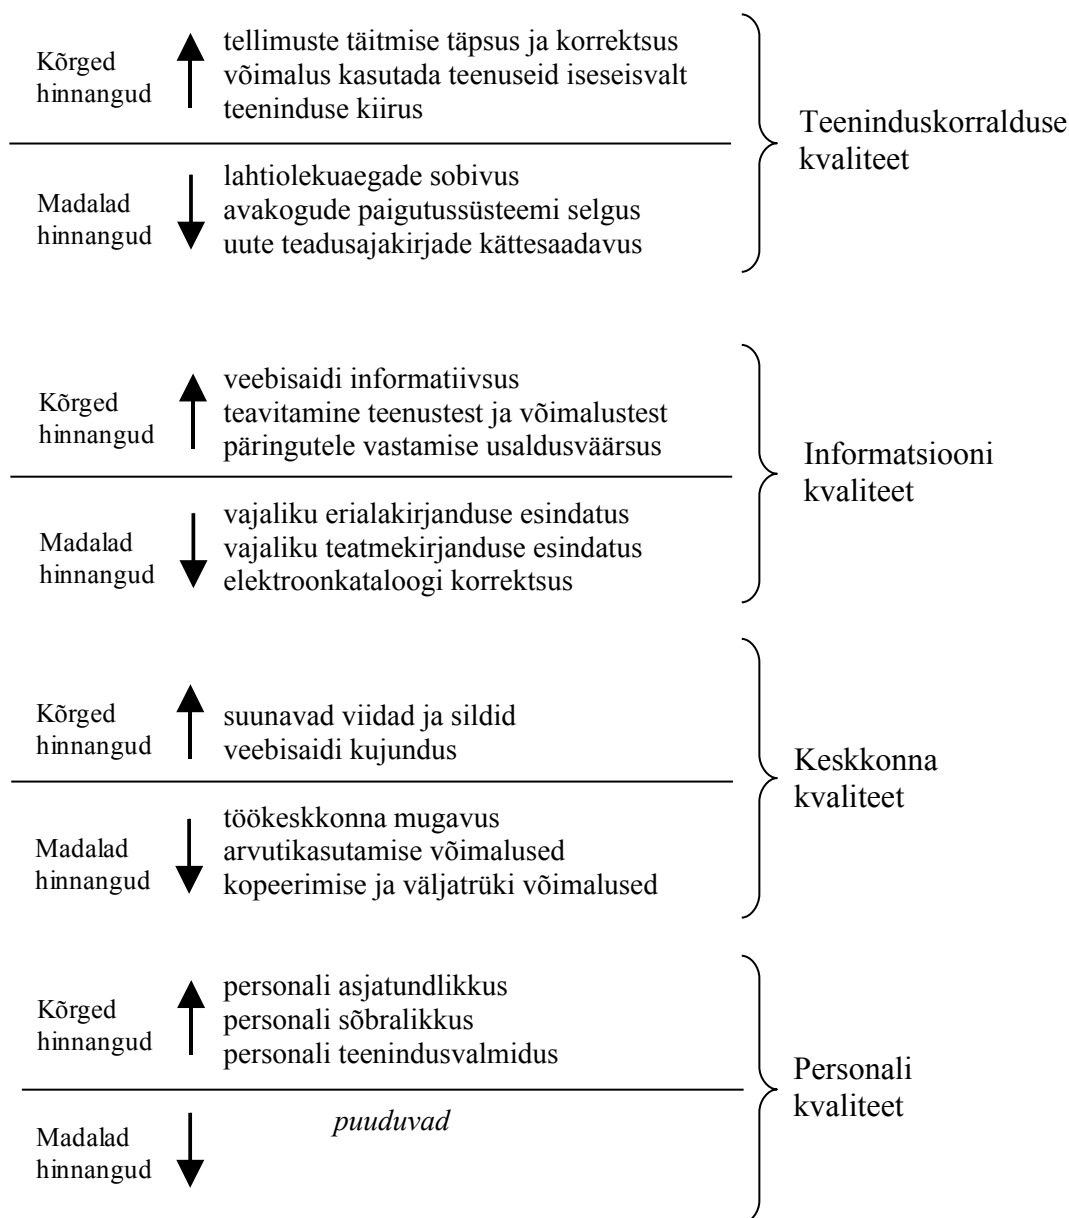 Kõrged
hinnangud
tellimuste täitmise täpsus ja korrektsus
võimalus kasutada teenuseid iseseisvalt
teeninduse kiirus
Madalad
hinnangud
lahtiolekuaegade sobivus
avakogude paigutussüsteemi selgus
uute teadusajakirjade kättesaadavus
Teeninduskorralduse
kvaliteet
Kõrged
hinnangud
veebisaidi informatiivsus
teavitamine teenustest ja võimalustest
päringutele vastamise usaldusväärsus
Madalad
hinnangud
vajaliku erialakirjanduse esindatus
vajaliku teatmekirjanduse esindatus
elektroonkataloogi korrektsus
Informatsiooni
kvaliteet
Kõrged
hinnangud
suunavad viidad ja sildid
veebisaidi kujundus
Madalad
hinnangud
töökeskkonna mugavus
arvutikasutamise võimalused
kopeerimise ja väljatrüki võimalused
Keskkonna
kvaliteet
Kõrged
hinnangud
personali asjatundlikkus
personali sõbralikkus
personali teenindusvalmidus
Madalad
hinnangud
puuduvad
Personali
kvaliteet